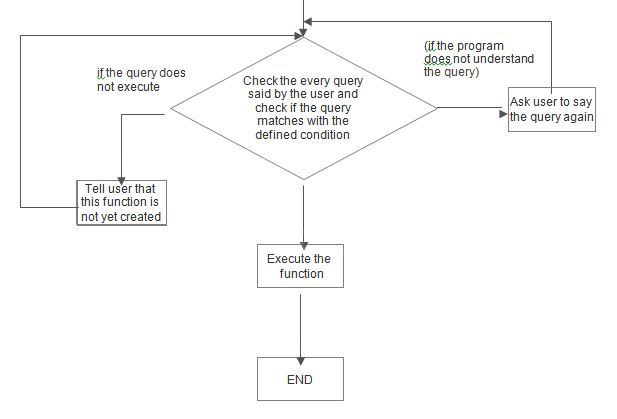 (if the program
does not understand
the query)
if the query does
not execute
Check the every query
said by the user and
check if the query
matches with the
defined condition
Ask user to say
the query again
Tell user that
this function is
not yet created
Execute the
function
END